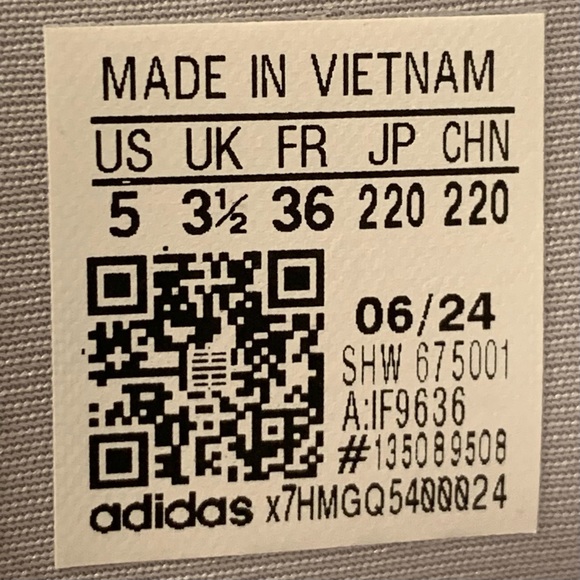 MADE IN VIETNAM
US UK FR JP CHN
5 3½ 36 220 220
06/24
SHW 675001
A:IF9636
#135089508
adidas x7HMGQ5400024